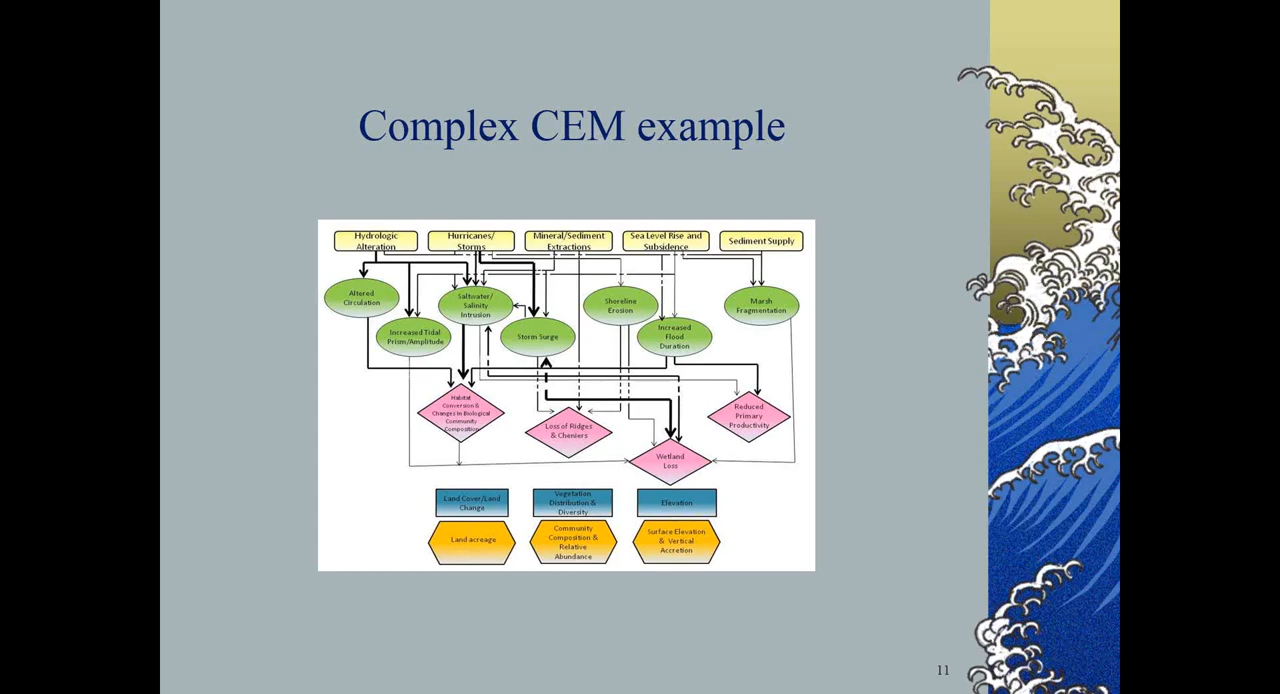 Complex CEM example
Hydrologic
Alteration
Hurricanes/
Storms
Mineral/Sediment
Extractions
Sea Level Rise and
Subsidence
Sediment Supply
Altered
Circulation
Increased Tidal
Prism/Amplitude
Saltwater/
Salinity
Intrusion
Storm Surge
Shoreline
Erosion
Increased
Flood
Duration
Marsh
Fragmentation
Habitat
Conversion &
Changes in Biological
Community
Composition
Loss of Ridges
& Cheniers
Wetland
Loss
Reduced
Primary
Productivity
Land Cover/Land
Change
Vegetation
Distribution &
Diversity
Elevation
Land acreage
Community
Composition &
Relative
Abundance
Surface Elevation
& Vertical
Accretion
11